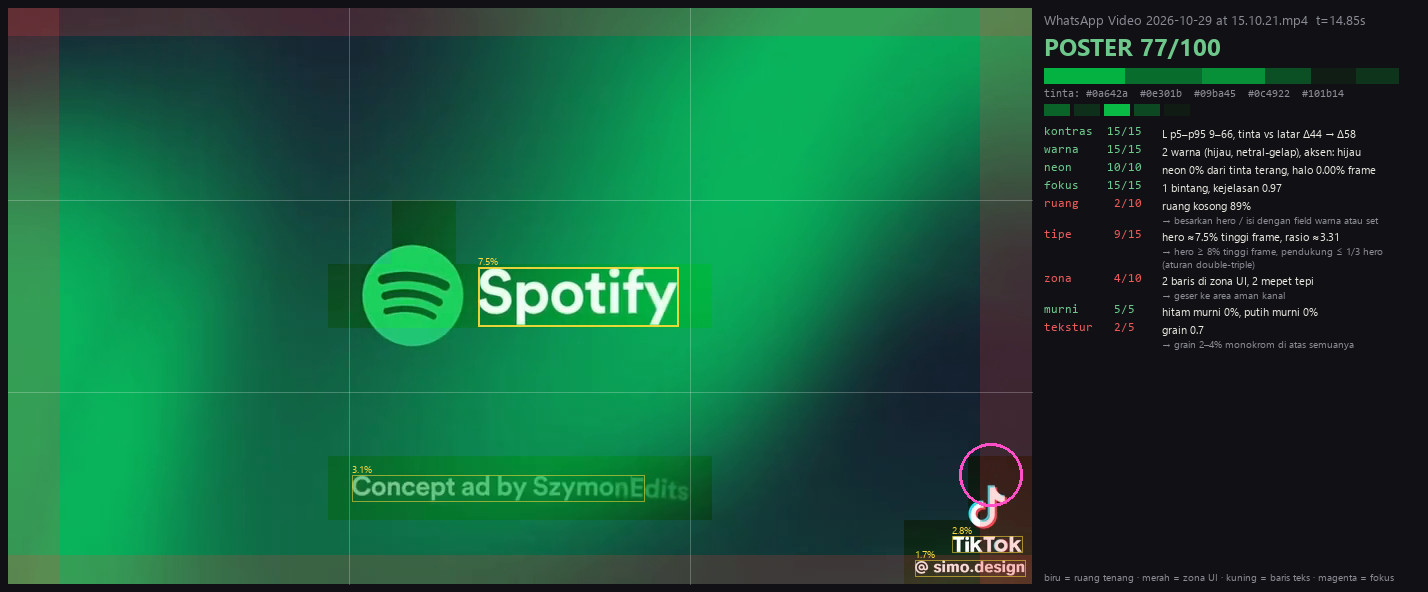 WhatsApp Video 2026-10-29 at 15.10.21.mp4 t=14.85s
POSTER 77/100
tinta: #0a642a #0e301b #09ba45 #0c4922 #101b14
kontras 15/15 L p5–p95 9–66, tinta vs latar Δ44 → Δ58
warna 15/15 2 warna (hijau, netral-gelap), aksen: hijau
neon 10/10 neon 0% dari tinta terang, halo 0.00% frame
fokus 15/15 1 bintang, kejelasan 0.97
ruang 2/10 ruang kosong 89%
→ besarkan hero / isi dengan field warna atau set
tipe 9/15 hero ≈7.5% tinggi frame, rasio ≈3.31
→ hero ≥ 8% tinggi frame, pendukung ≤ 1/3 hero
(aturan double-triple)
zona 4/10 2 baris di zona UI, 2 mepet tepi
→ geser ke area aman kanal
murni 5/5 hitam murni 0%, putih murni 0%
tekstur 2/5 grain 0.7
→ grain 2–4% monokrom di atas semuanya
7.5%
Spotify
3.1%
Concept ad by SzymonEdits
2.8%
TikTok
1.7%
@ simo.design
biru = ruang tenang · merah = zona UI · kuning = baris teks · magenta = fokus